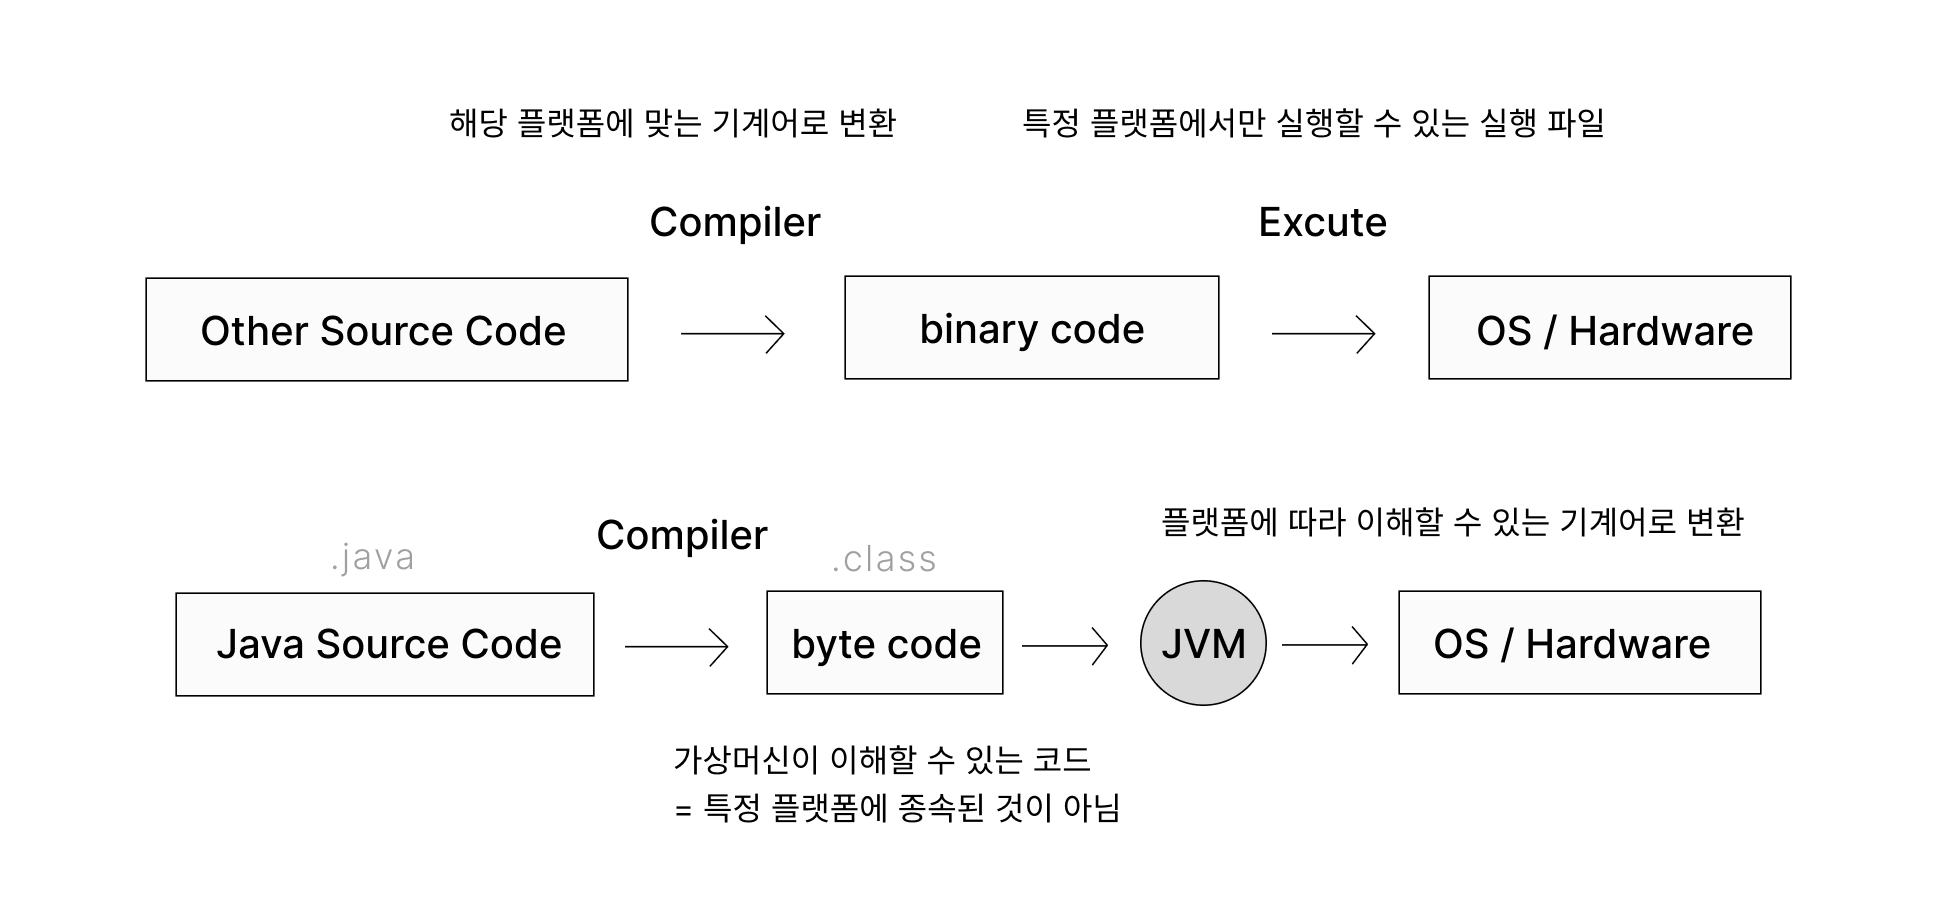 해당 플랫폼에 맞는 기계어로 변환
특정 플랫폼에서만 실행할 수 있는 실행 파일
Compiler
Excute
Other Source Code
binary code
OS / Hardware
플랫폼에 따라 이해할 수 있는 기계어로 변환
Compiler
.java
.class
Java Source Code
byte code
JVM
OS / Hardware
가상머신이 이해할 수 있는 코드
= 특정 플랫폼에 종속된 것이 아님